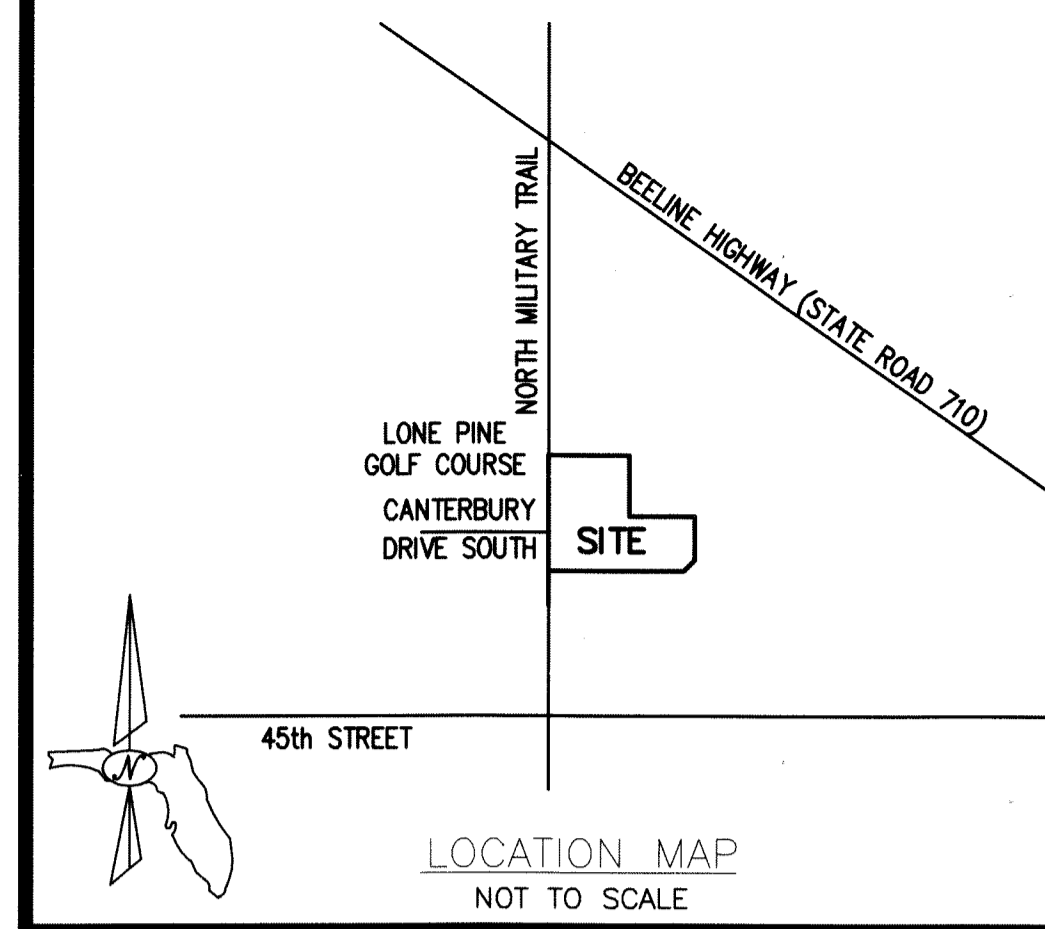 NORTH MILITARY TRAIL
BEELINE HIGHWAY (STATE ROAD 710)
LONE PINE
GOLF COURSE
CANTERBURY
DRIVE SOUTH
SITE
45th STREET
N
LOCATION MAP
NOT TO SCALE